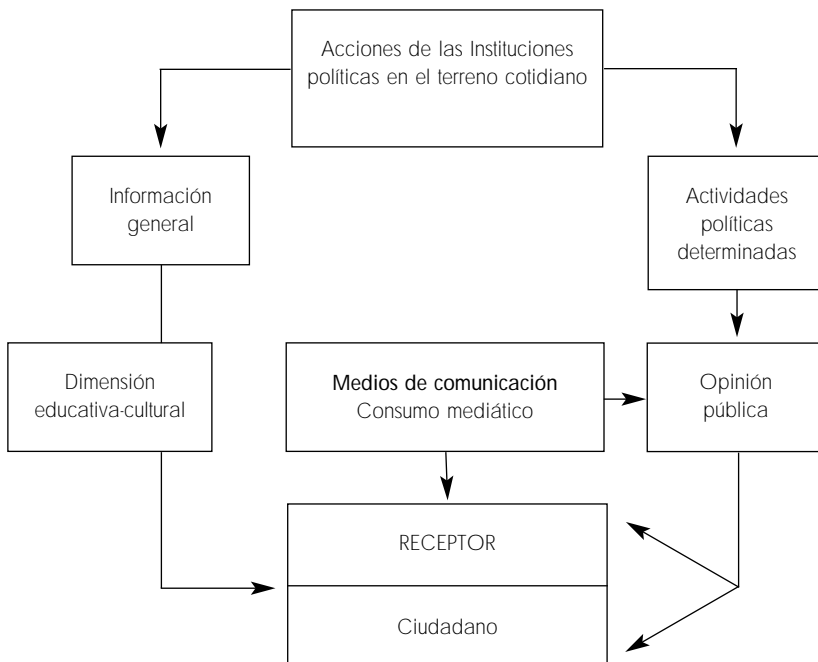 Acciones de las Instituciones
políticas en el terreno cotidiano
Información
general
Actividades
políticas
determinadas
Dimensión
educativa-cultural
Medios de comunicación
Consumo mediático
Opinión
pública
RECEPTOR
Ciudadano